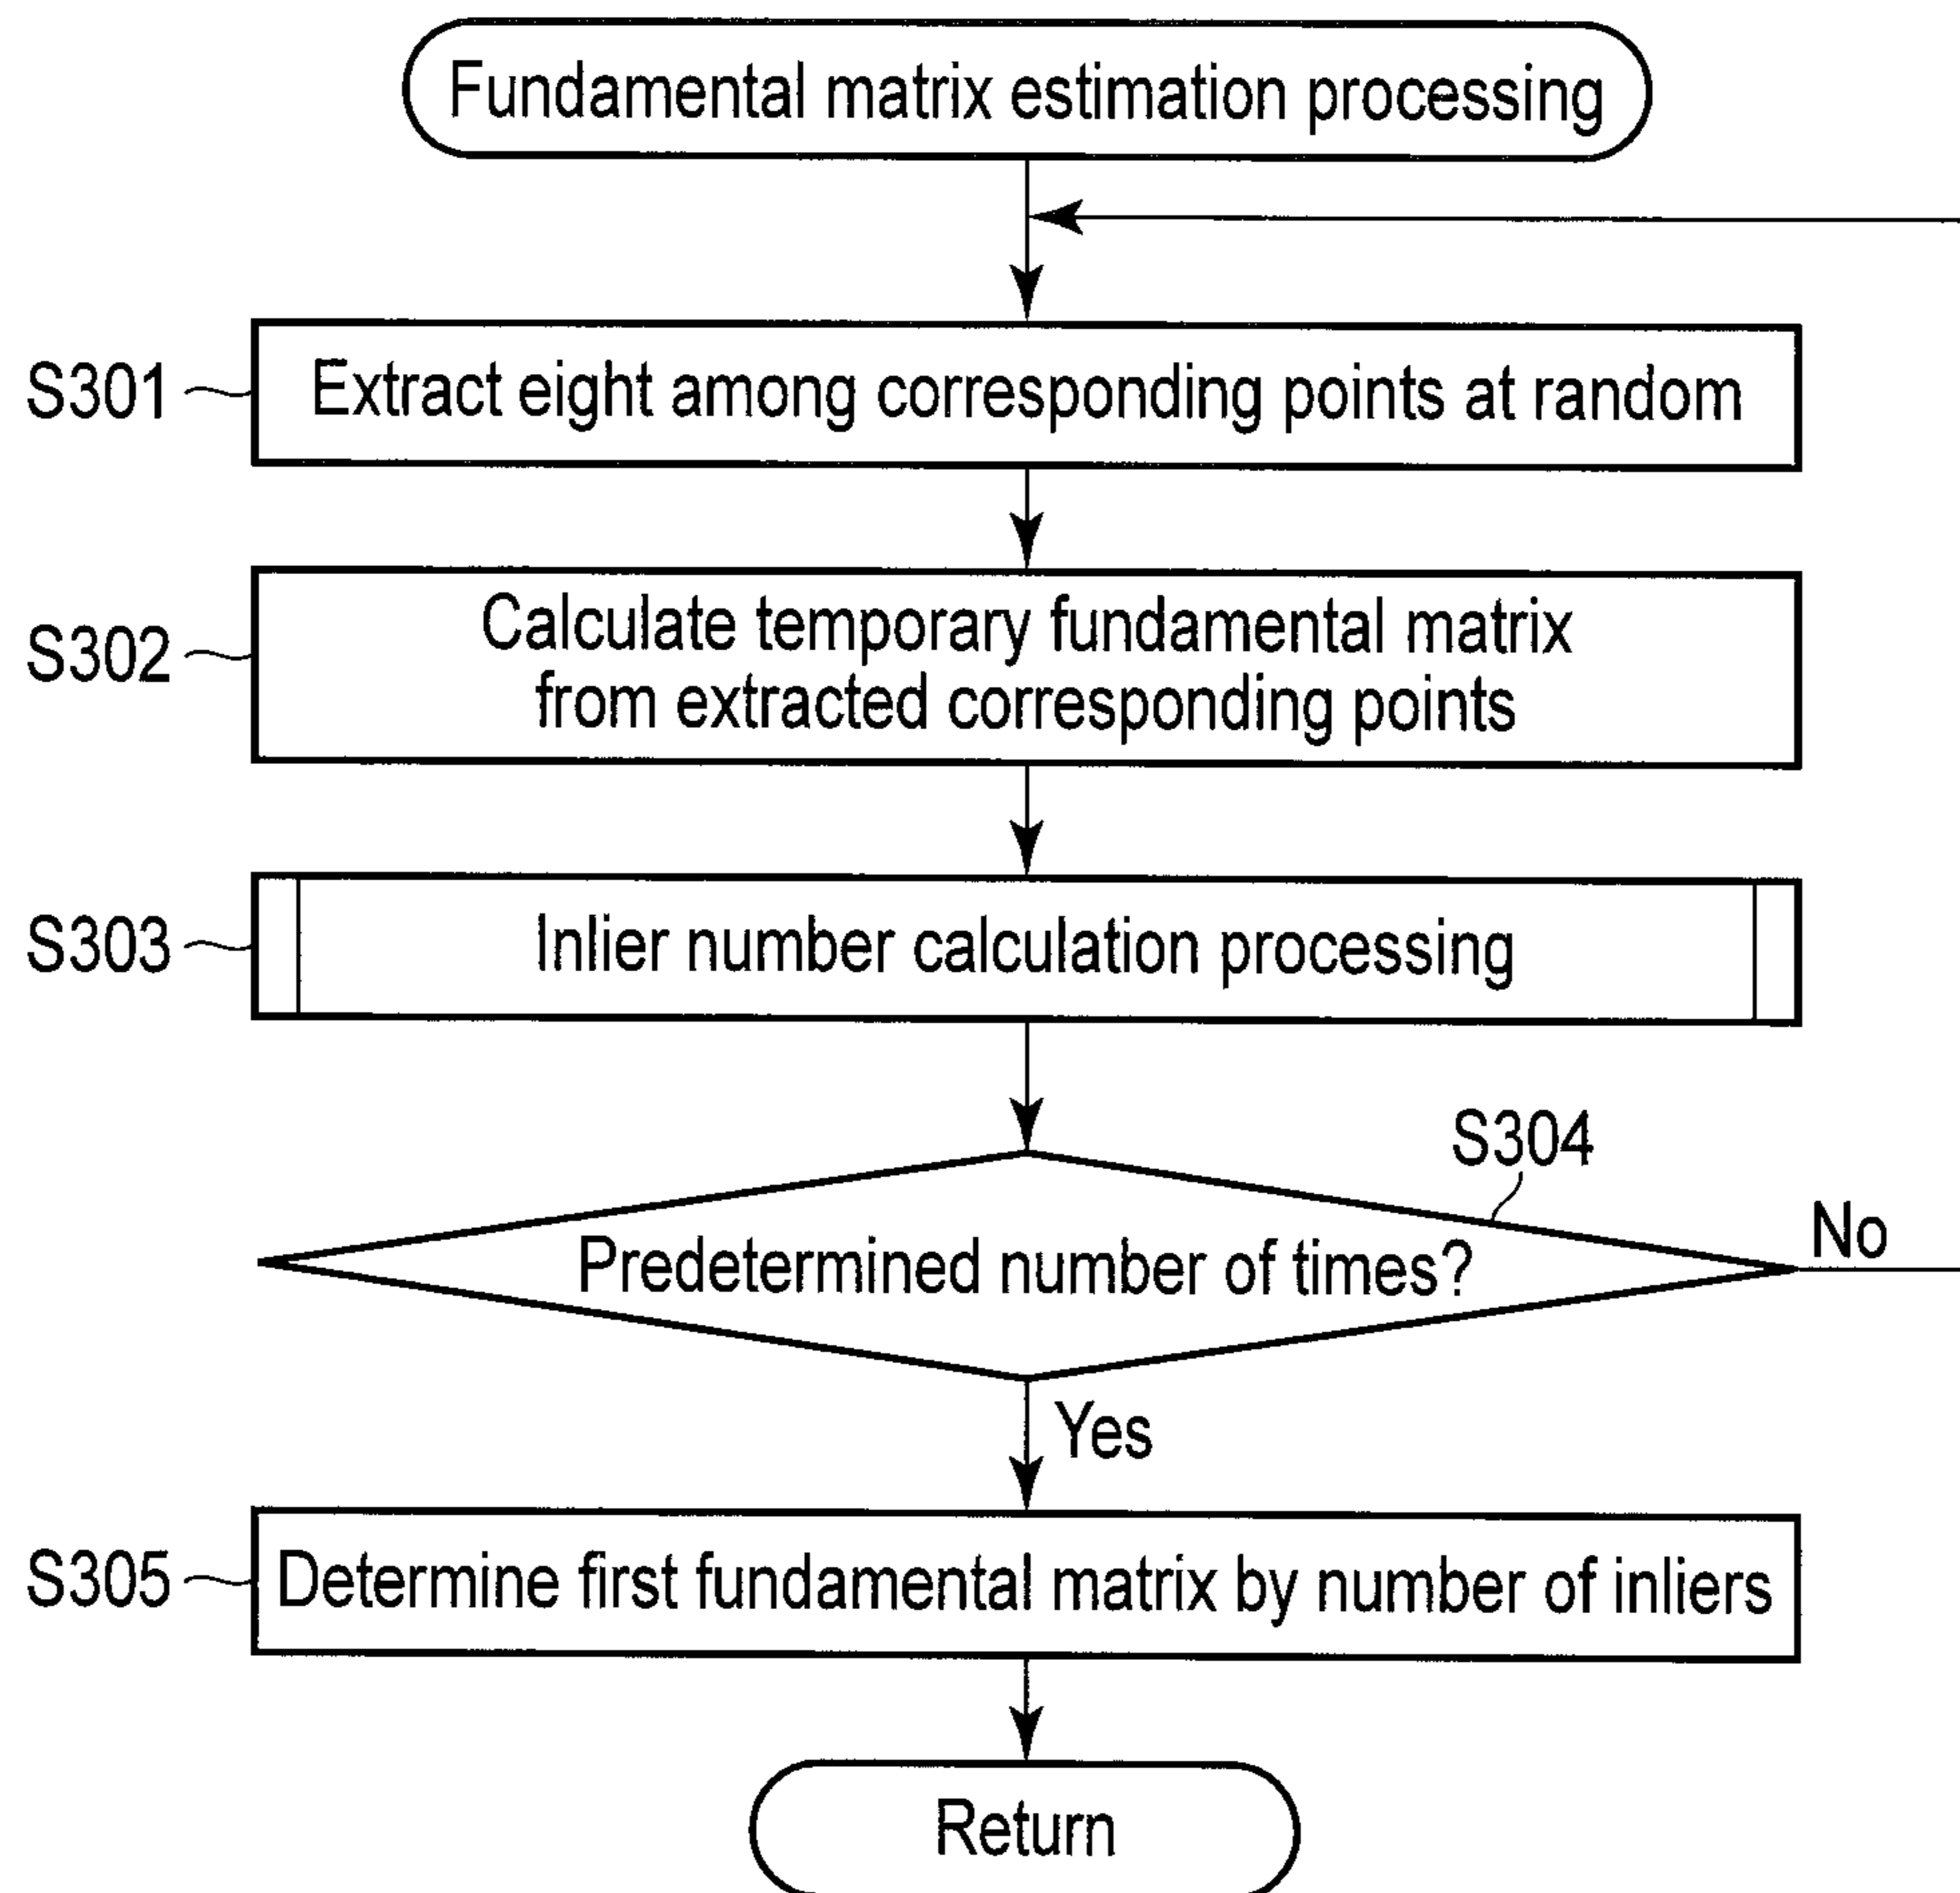 Fundamental matrix estimation processing
S301
Extract eight among corresponding points at random
S302
Calculate temporary fundamental matrix
from extracted corresponding points
S303
Inlier number calculation processing
S304
Predetermined number of times?
No
Yes
S305
Determine first fundamental matrix by number of inliers
Return